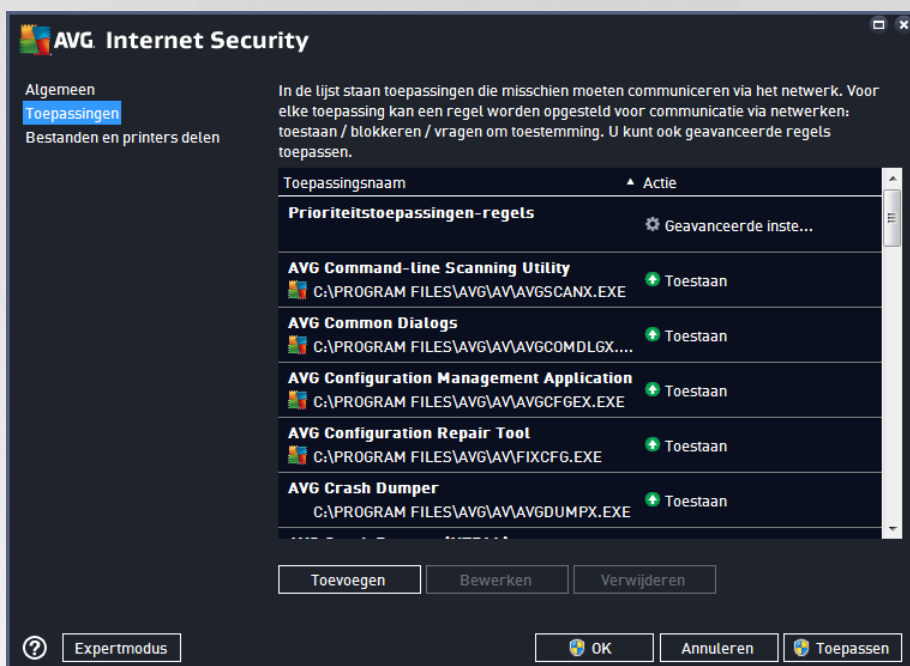 AVG Internet Security
Algemeen
Toepassingen
Bestanden en printers delen
In de lijst staan toepassingen die misschien moeten communiceren via het netwerk. Voor
elke toepassing kan een regel worden opgesteld voor communicatie via netwerken:
toestaan / blokkeren / vragen om toestemming. U kunt ook geavanceerde regels
toepassen.
Toepassingsnaam Actie
Prioriteitstoepassingen-regels
Geavanceerde inste...
AVG Command-line Scanning Utility
C:\PROGRAM FILES\AVG\AV\AVGSCANX.EXE
Toestaan
AVG Common Dialogs
C:\PROGRAM FILES\AVG\AV\AVGCOMDLGX....
Toestaan
AVG Configuration Management Application
C:\PROGRAM FILES\AVG\AV\AVGCFGEX.EXE
Toestaan
AVG Configuration Repair Tool
C:\PROGRAM FILES\AVG\AV\FIXCFG.EXE
Toestaan
AVG Crash Dumper
C:\PROGRAM FILES\AVG\AV\AVGDUMPX.EXE
Toestaan
Toevoegen Bewerken Verwijderen
? Expertmodus OK Annuleren Toepassen